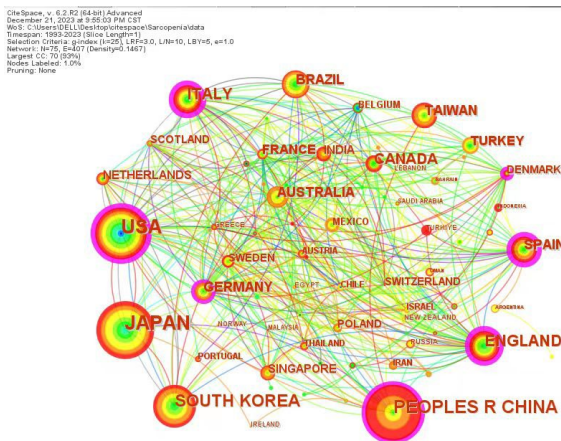 CiteSpace, v. 6.2.R2 (64-bit) Advanced
December 21, 2023 at 9:55:03 PM CST
WoS: C:\Users\DELL\Desktop\citespace\Sarcopenia\data
Timespan: 1993-2023 (Slice Length=1)
Selection Criteria: g-index (k=25), LRF=3.0, L/N=10, LBY=5, e=1.0
Network: N=75, E=407 (Density=0.1467)
Largest CC: 70 (93%)
Nodes Labeled: 1.0%
Pruning: None
BRAZIL
ITALY
BELGIUM
TAIWAN
SCOTLAND
TURKEY
FRANCE
INDIA
CANADA
LEBANON
DENMARK
NETHERLANDS
AUSTRALIA
SAUDI ARABIA
INDONESIA
USA
GREECE
MEXICO
TURKIYE
SPAIN
AUSTRIA
SWEDEN
IRAN
SWITZERLAND
GERMANY
EGYPT
CHILE
ISRAEL
ARGENTINA
NEW ZEALAND
JAPAN
NORWAY
MALAYSIA
POLAND
THAILAND
RUSSIA
ENGLAND
PORTUGAL
SINGAPORE
SOUTH KOREA
PEOPLES R CHINA
IRELAND